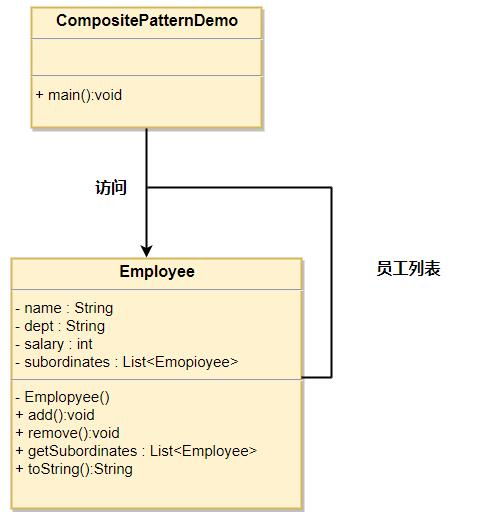 CompositePatternDemo
+ main():void
访问
员工列表
Employee
- name : String
- dept : String
- salary : int
- subordinates : List<Emopioyee>
- Emplopyee()
+ add():void
+ remove():void
+ getSubordinates : List<Employee>
+ toString():String